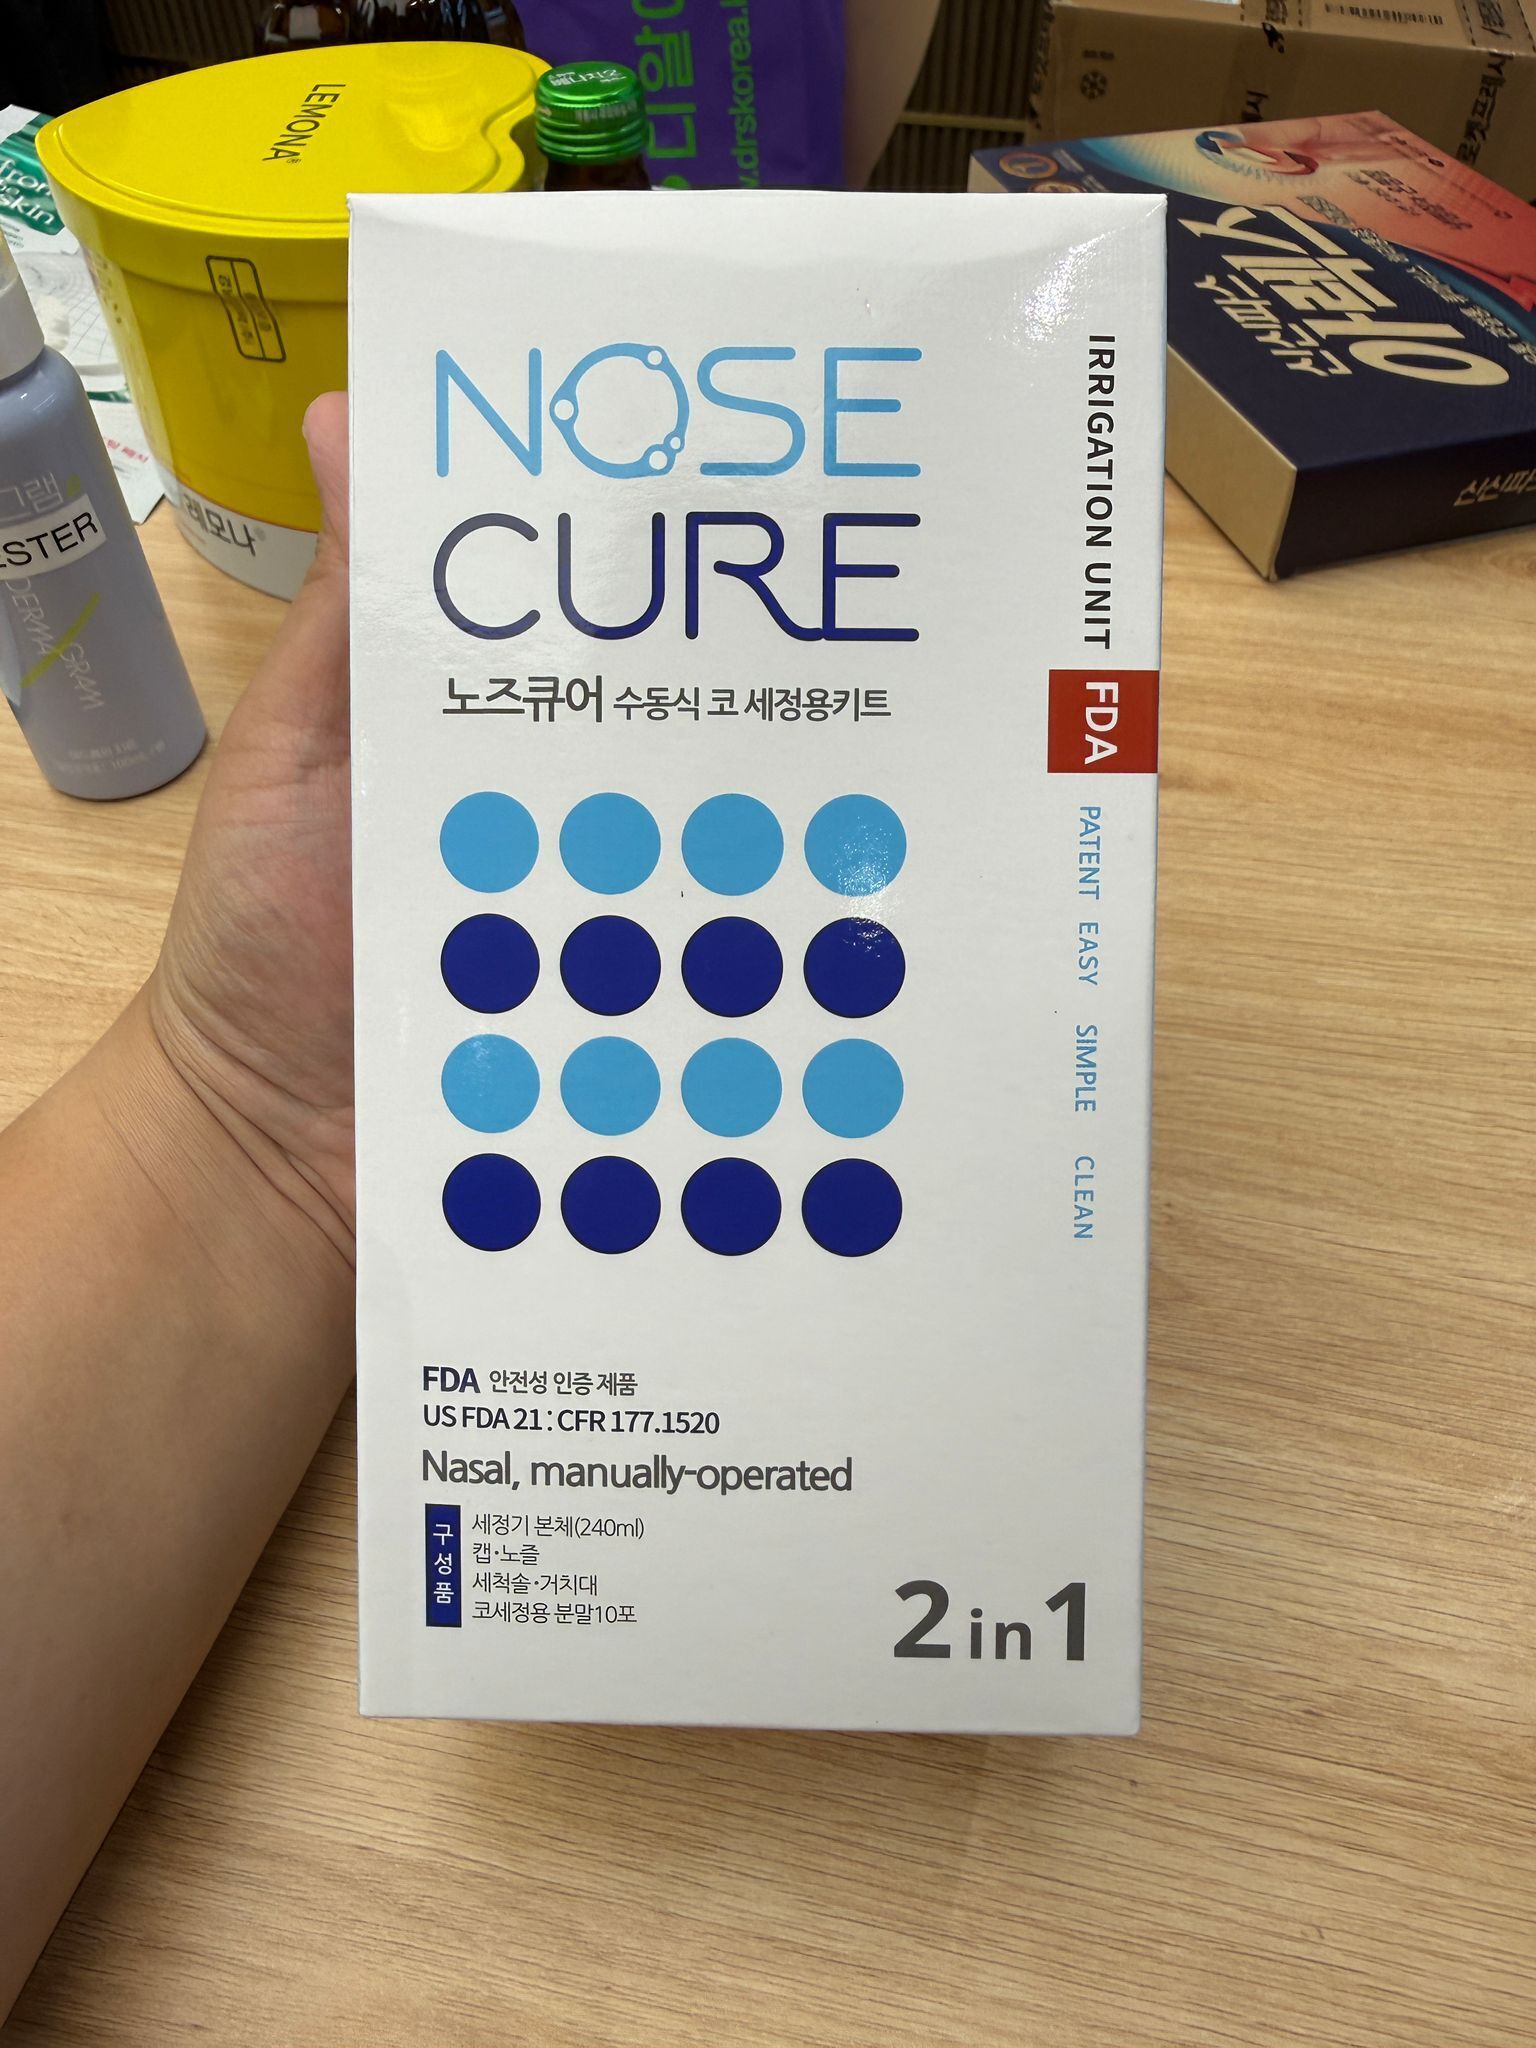 NOSE
CURE
노즈큐어 수동식 코 세정용키트
IRRIGATION UNIT
FDA
PATENT EASY SIMPLE CLEAN
FDA 안전성 인증 제품
US FDA 21 : CFR 177.1520
Nasal, manually-operated
구성품
세정기 본체(240ml)
캡·노즐
세척솔·거치대
코세정용 분말10포
2 in 1
LEMONA
레모나
DERMA
GRAM